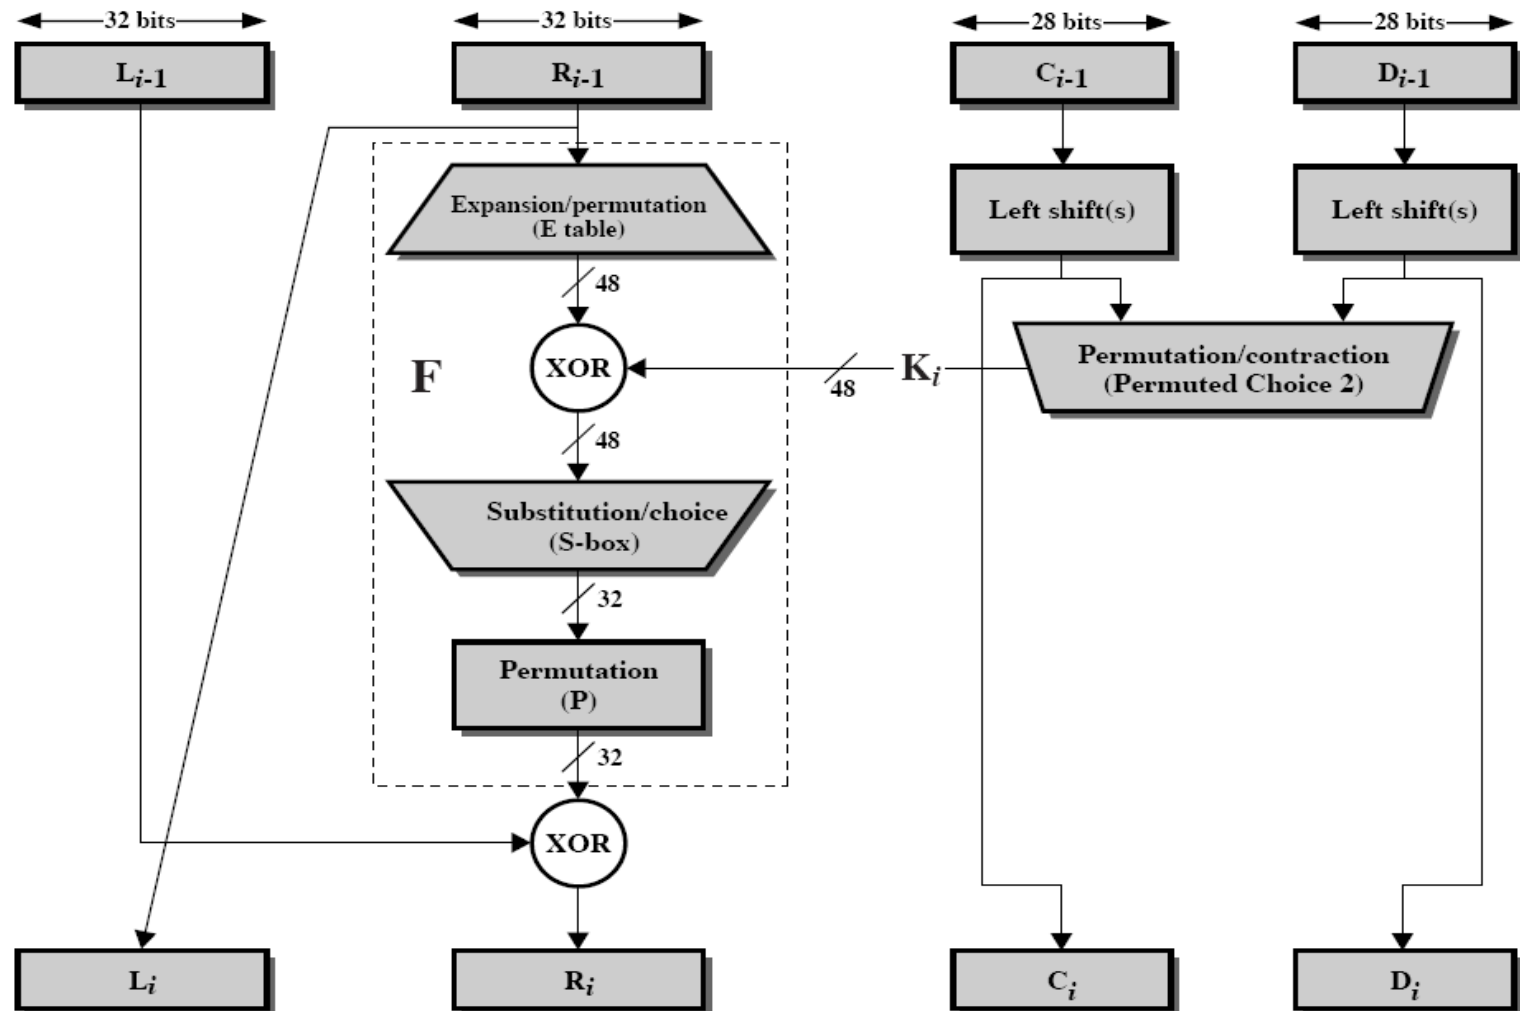 32 bits
32 bits
28 bits
28 bits
Li-1
Ri-1
Ci-1
Di-1
Expansion/permutation
(E table)
Left shift(s)
Left shift(s)
48
F
XOR
48
Ki
Permutation/contraction
(Permuted Choice 2)
48
Substitution/choice
(S-box)
32
Permutation
(P)
32
XOR
Li
Ri
Ci
Di